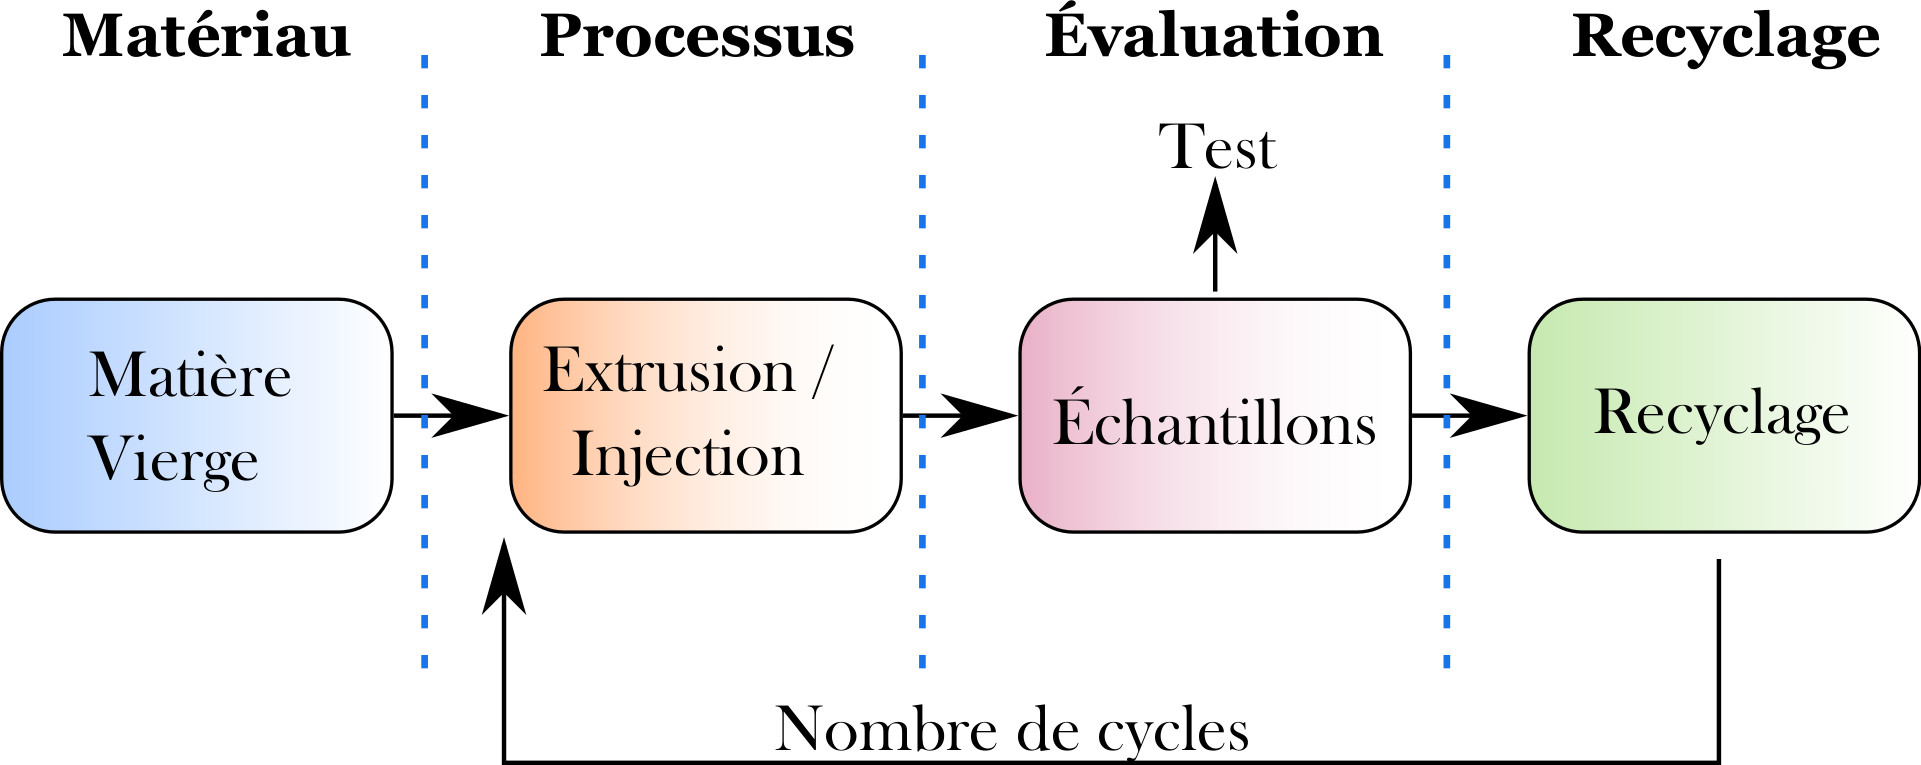 Matériau
Processus
Évaluation
Recyclage
Test
Matière
Vierge
Extrusion /
Injection
Échantillons
Recyclage
Nombre de cycles